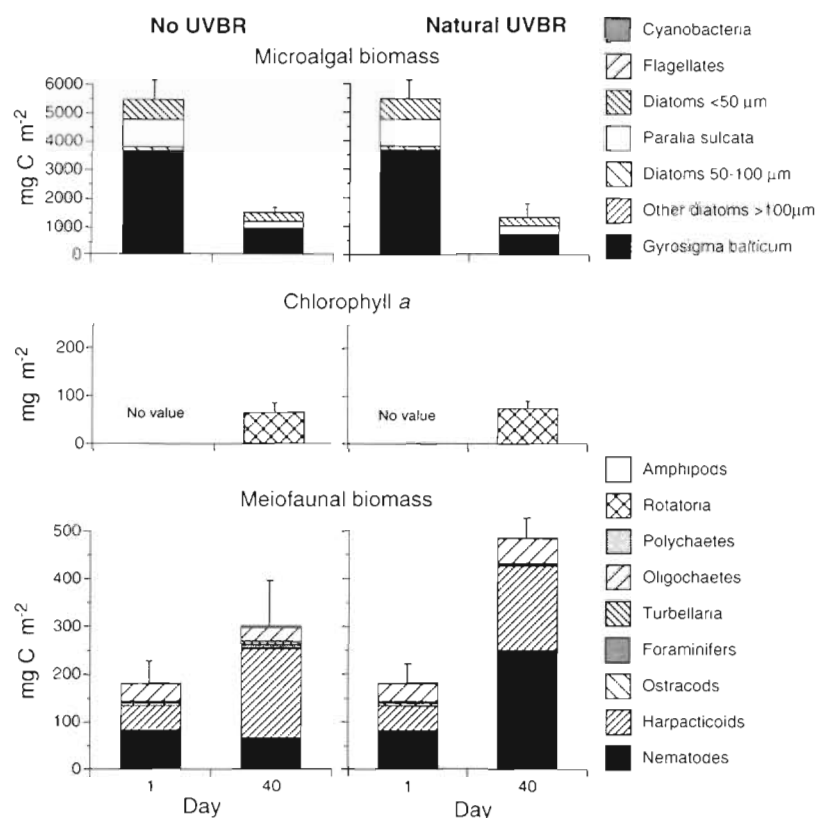 No UVBR
Natural UVBR
Microalgal biomass
mg C m-2
6000
5000
4000
3000
2000
1000
0
Cyanobacteria
Flagellates
Diatoms <50 µm
Paralia sulcata
Diatoms 50-100 µm
Other diatoms >100µm
Gyrosigma balticum
Chlorophyll a
mg m-2
200
100
0
No value
No value
Meiofaunal biomass
mg C m-2
500
400
300
200
100
0
1
40
1
40
Day
Day
Amphipods
Rotatoria
Polychaetes
Oligochaetes
Turbellaria
Foraminifers
Ostracods
Harpacticoids
Nematodes